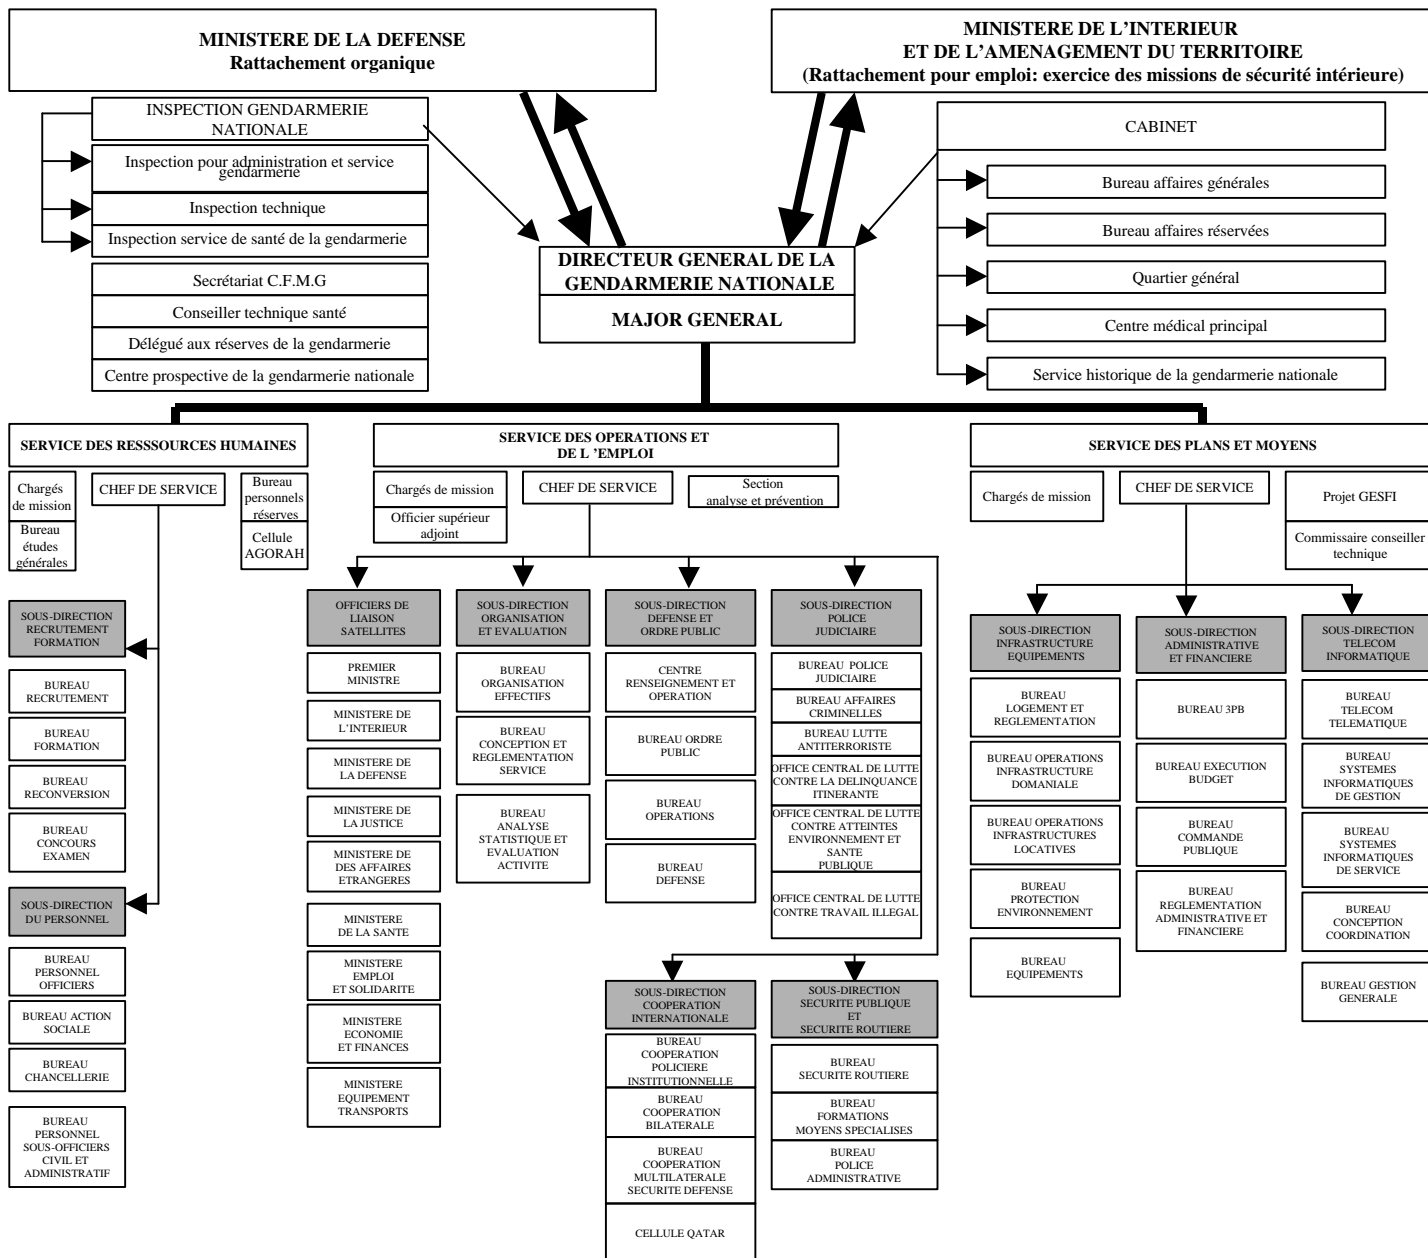 MINISTERE DE LA DEFENSE
Rattachement organique
MINISTERE DE L'INTERIEUR
ET DE L'AMENAGEMENT DU TERRITOIRE
(Rattachement pour emploi: exercice des missions de sécurité intérieure)
INSPECTION GENDARMERIE
NATIONALE
Inspection pour administration et service
gendarmerie
Inspection technique
Inspection service de santé de la gendarmerie
Secrétariat C.F.M.G
Conseiller technique santé
Délégué aux réserves de la gendarmerie
Centre prospective de la gendarmerie nationale
CABINET
Bureau affaires générales
Bureau affaires réservées
Quartier général
Centre médical principal
Service historique de la gendarmerie nationale
DIRECTEUR GENERAL DE LA
GENDARMERIE NATIONALE
MAJOR GENERAL
SERVICE DES RESSSOURCES HUMAINES
Chargés
de mission
Bureau
études
générales
CHEF DE SERVICE
Bureau
personnels
réserves
Cellule
AGORAH
SOUS-DIRECTION
RECRUTEMENT
FORMATION
BUREAU
RECRUTEMENT
BUREAU
FORMATION
BUREAU
RECONVERSION
BUREAU
CONCOURS
EXAMEN
SOUS-DIRECTION
DU PERSONNEL
BUREAU
PERSONNEL
OFFICIERS
BUREAU ACTION
SOCIALE
BUREAU
CHANCELLERIE
BUREAU
PERSONNEL
SOUS-OFFICIERS
CIVIL ET
ADMINISTRATIF
SERVICE DES OPERATIONS ET
DE L 'EMPLOI
Chargés de mission
Officier supérieur
adjoint
CHEF DE SERVICE
Section
analyse et prévention
OFFICIERS DE
LIAISON
SATELLITES
PREMIER
MINISTRE
MINISTERE DE
L'INTERIEUR
MINISTERE DE
LA DEFENSE
MINISTERE DE
LA JUSTICE
MINISTERE DE
DES AFFAIRES
ETRANGERES
MINISTERE
DE LA SANTE
MINISTERE
EMPLOI
ET SOLIDARITE
MINISTERE
ECONOMIE
ET FINANCES
MINISTERE
EQUIPEMENT
TRANSPORTS
SOUS-DIRECTION
ORGANISATION
ET EVALUATION
BUREAU
ORGANISATION
EFFECTIFS
BUREAU
CONCEPTION ET
REGLEMENTATION
SERVICE
BUREAU
ANALYSE
STATISTIQUE ET
EVALUATION
ACTIVITE
SOUS-DIRECTION
DEFENSE ET
ORDRE PUBLIC
CENTRE
RENSEIGNEMENT ET
OPERATION
BUREAU ORDRE
PUBLIC
BUREAU
OPERATIONS
BUREAU
DEFENSE
SOUS-DIRECTION
POLICE
JUDICIAIRE
BUREAU POLICE
JUDICIAIRE
BUREAU AFFAIRES
CRIMINELLES
BUREAU LUTTE
ANTITERRORISTE
OFFICE CENTRAL DE LUTTE
CONTRE LA DELINQUANCE
ITINERANTE
OFFICE CENTRAL DE LUTTE
CONTRE ATTEINTES
ENVIRONNEMENT ET
SANTE
PUBLIQUE
OFFICE CENTRAL DE LUTTE
CONTRE TRAVAIL ILLEGAL
SOUS-DIRECTION
COOPERATION
INTERNATIONALE
BUREAU
COOPERATION
POLICIERE
INSTITUTIONNELLE
BUREAU
COOPERATION
BILATERALE
BUREAU
COOPERATION
MULTILATERALE
SECURITE DEFENSE
CELLULE QATAR
SOUS-DIRECTION
SECURITE PUBLIQUE
ET
SECURITE ROUTIERE
BUREAU
SECURITE ROUTIERE
BUREAU
FORMATIONS
MOYENS SPECIALISES
BUREAU
POLICE
ADMINISTRATIVE
SERVICE DES PLANS ET MOYENS
Chargés de mission
CHEF DE SERVICE
Projet GESFI
Commissaire conseiller
technique
SOUS-DIRECTION
INFRASTRUCTURE
EQUIPEMENTS
BUREAU
LOGEMENT ET
REGLEMENTATION
BUREAU OPERATIONS
INFRASTRUCTURE
DOMANIALE
BUREAU OPERATIONS
INFRASTRUCTURES
LOCATIVES
BUREAU
PROTECTION
ENVIRONNEMENT
BUREAU
EQUIPEMENTS
SOUS-DIRECTION
ADMINISTRATIVE
ET FINANCIERE
BUREAU 3PB
BUREAU EXECUTION
BUDGET
BUREAU
COMMANDE
PUBLIQUE
BUREAU
REGLEMENTATION
ADMINISTRATIVE ET
FINANCIERE
SOUS-DIRECTION
TELECOM
INFORMATIQUE
BUREAU
TELECOM
TELEMATIQUE
BUREAU
SYSTEMES
INFORMATIQUES
DE GESTION
BUREAU
SYSTEMES
INFORMATIQUES
DE SERVICE
BUREAU
CONCEPTION
COORDINATION
BUREAU GESTION
GENERALE